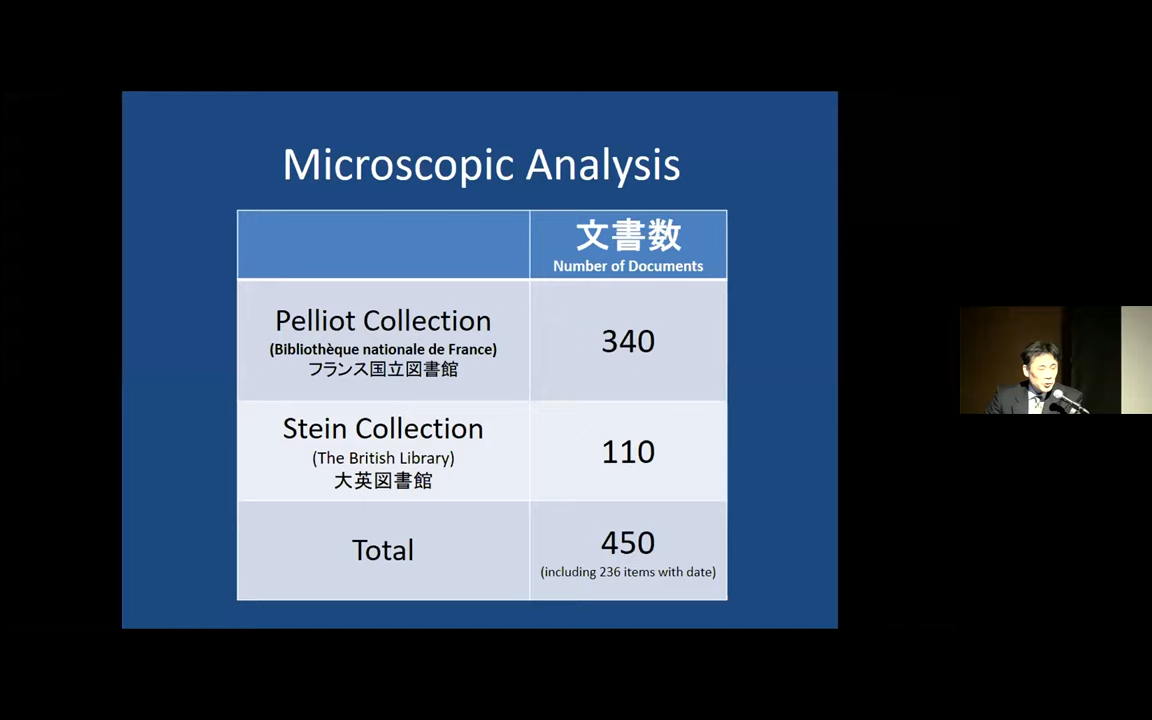 Microscopic Analysis
文書数
Number of Documents
Pelliot Collection
(Bibliothèque nationale de France)
フランス国立図書館
340
Stein Collection
(The British Library)
大英図書館
110
Total
450
(including 236 items with date)